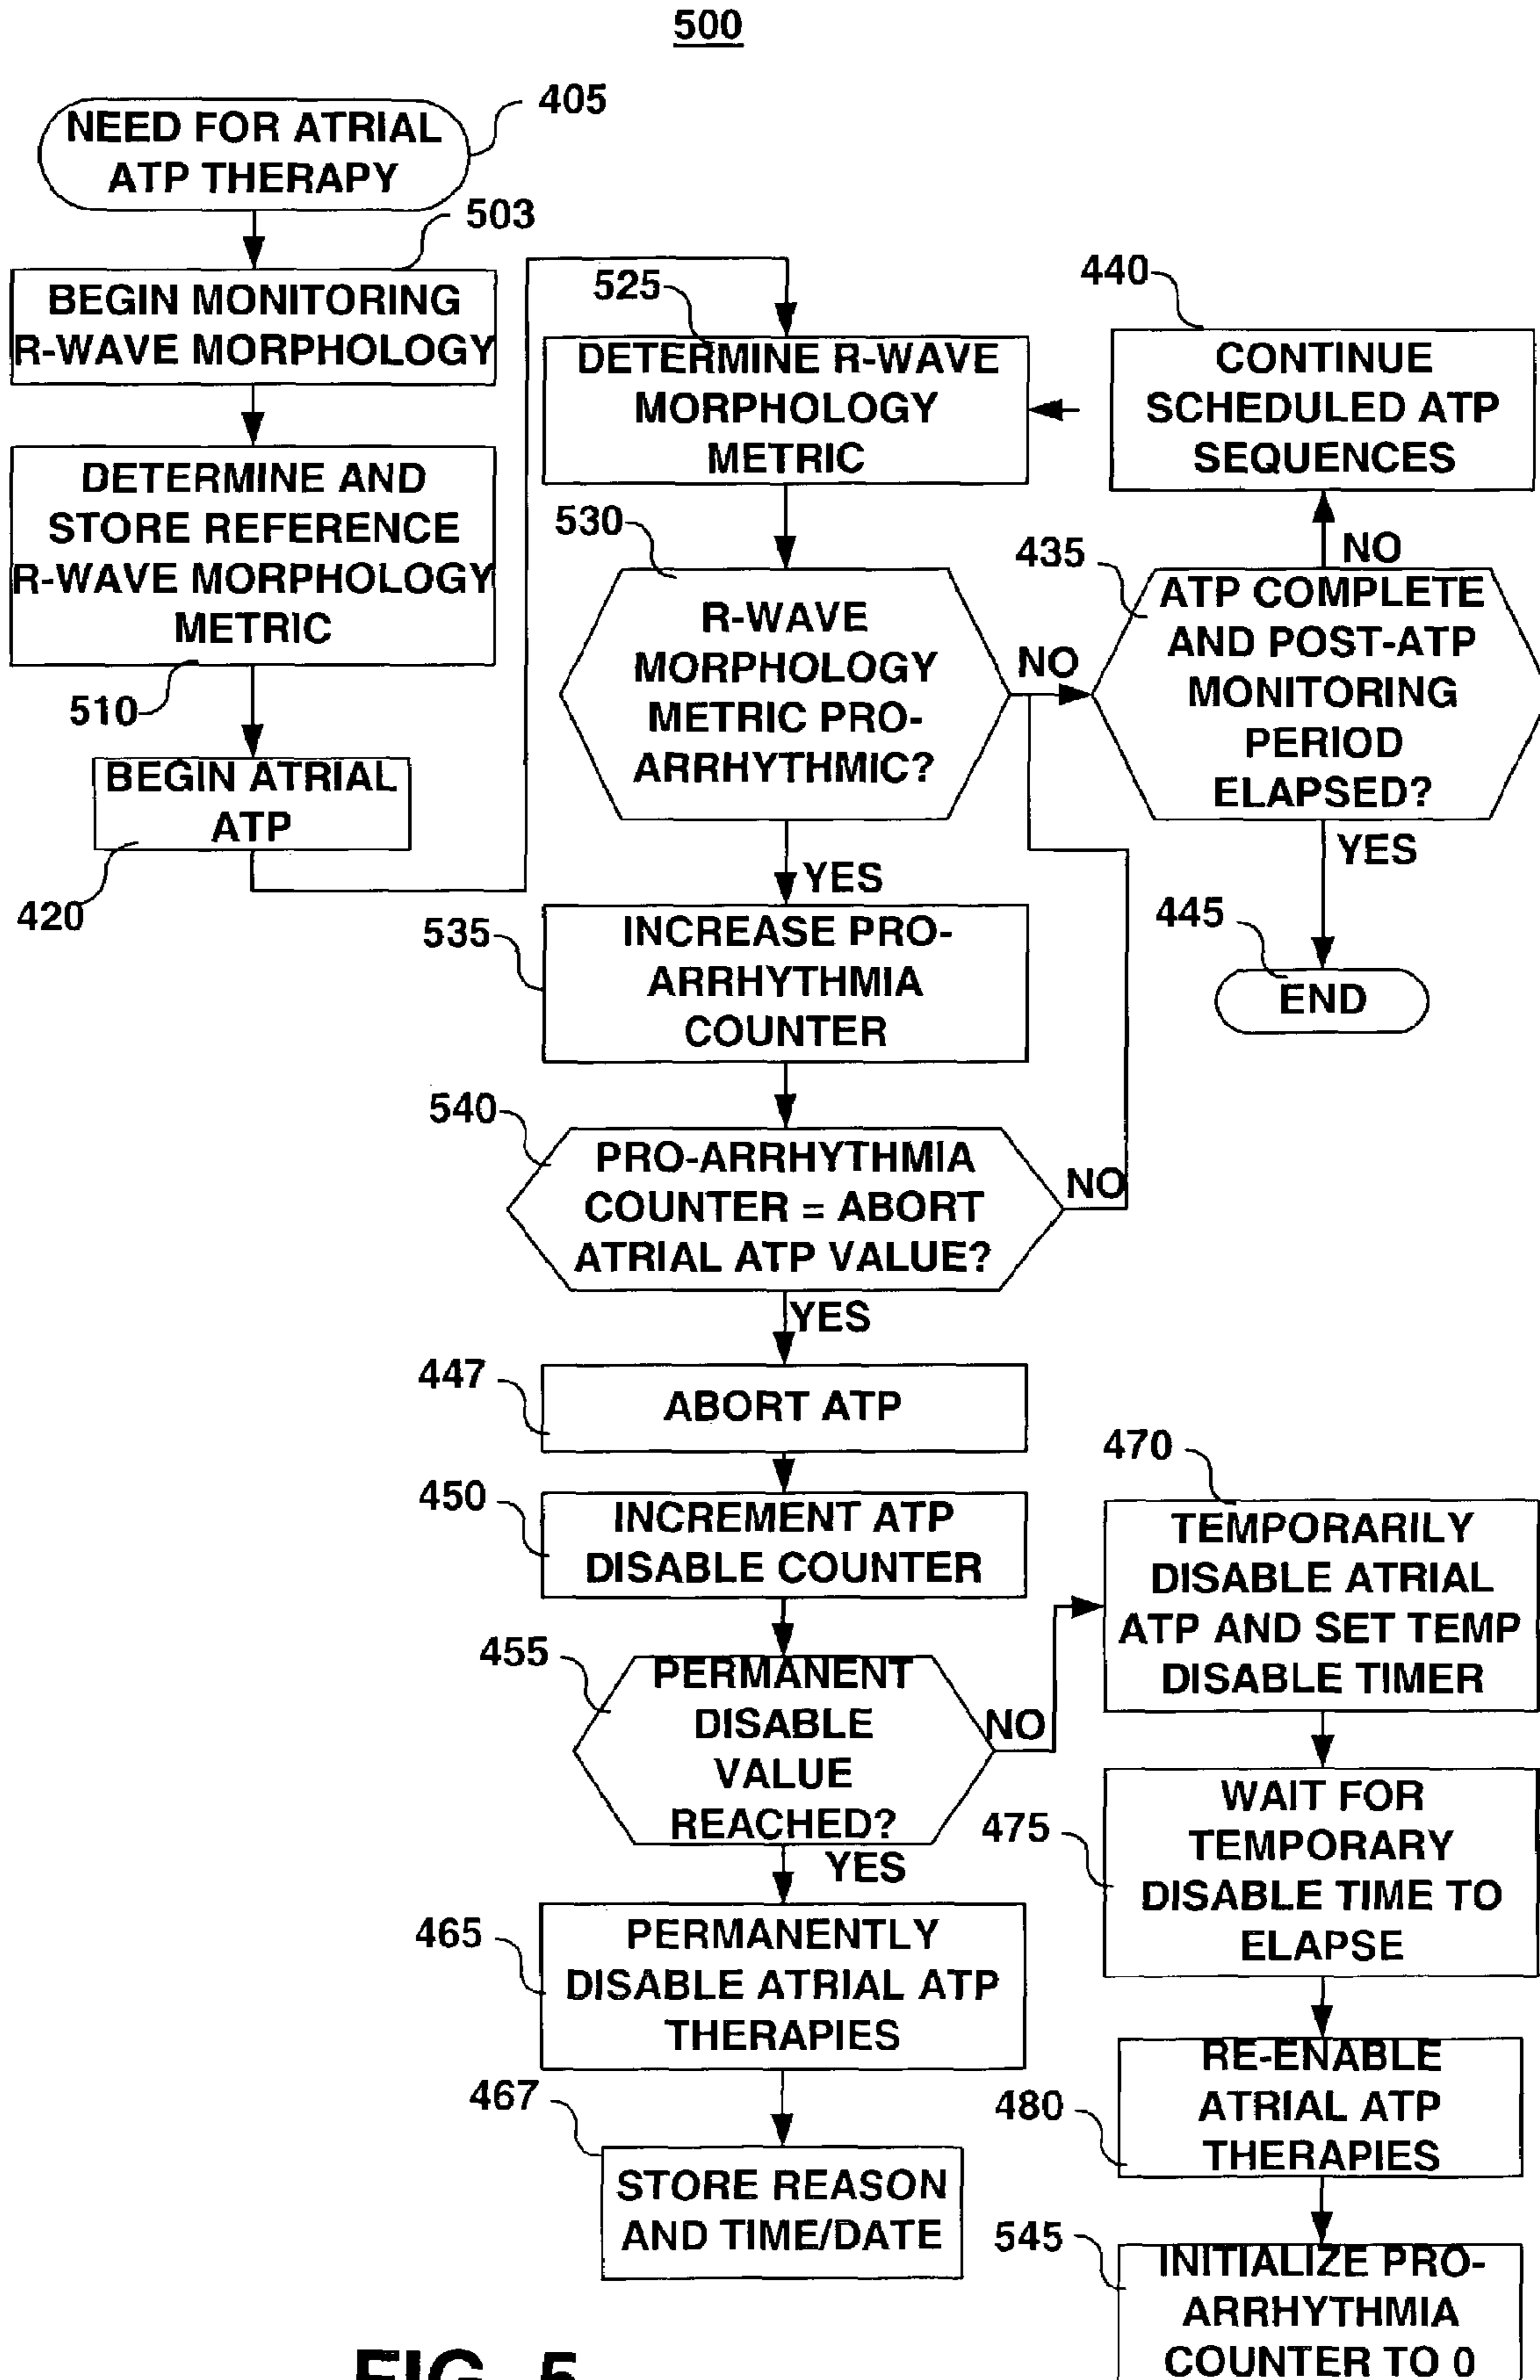 500
405
NEED FOR ATRIAL
ATP THERAPY
503
BEGIN MONITORING
R-WAVE MORPHOLOGY
DETERMINE AND
STORE REFERENCE
R-WAVE MORPHOLOGY
METRIC
510
BEGIN ATRIAL
ATP
420
525
DETERMINE R-WAVE
MORPHOLOGY
METRIC
530
R-WAVE
MORPHOLOGY
METRIC PRO-
ARRHYTHMIC?
NO
YES
440
CONTINUE
SCHEDULED ATP
SEQUENCES
NO
435
ATP COMPLETE
AND POST-ATP
MONITORING
PERIOD
ELAPSED?
YES
445
END
535
INCREASE PRO-
ARRHYTHMIA
COUNTER
540
PRO-ARRHYTHMIA
COUNTER = ABORT
ATRIAL ATP VALUE?
NO
YES
447
ABORT ATP
450
INCREMENT ATP
DISABLE COUNTER
455
PERMANENT
DISABLE
VALUE
REACHED?
NO
YES
465
PERMANENTLY
DISABLE ATRIAL ATP
THERAPIES
467
STORE REASON
AND TIME/DATE
470
TEMPORARILY
DISABLE ATRIAL
ATP AND SET TEMP
DISABLE TIMER
475
WAIT FOR
TEMPORARY
DISABLE TIME TO
ELAPSE
480
RE-ENABLE
ATRIAL ATP
THERAPIES
545
INITIALIZE PRO-
ARRHYTHMIA
COUNTER TO 0
FIG. 5